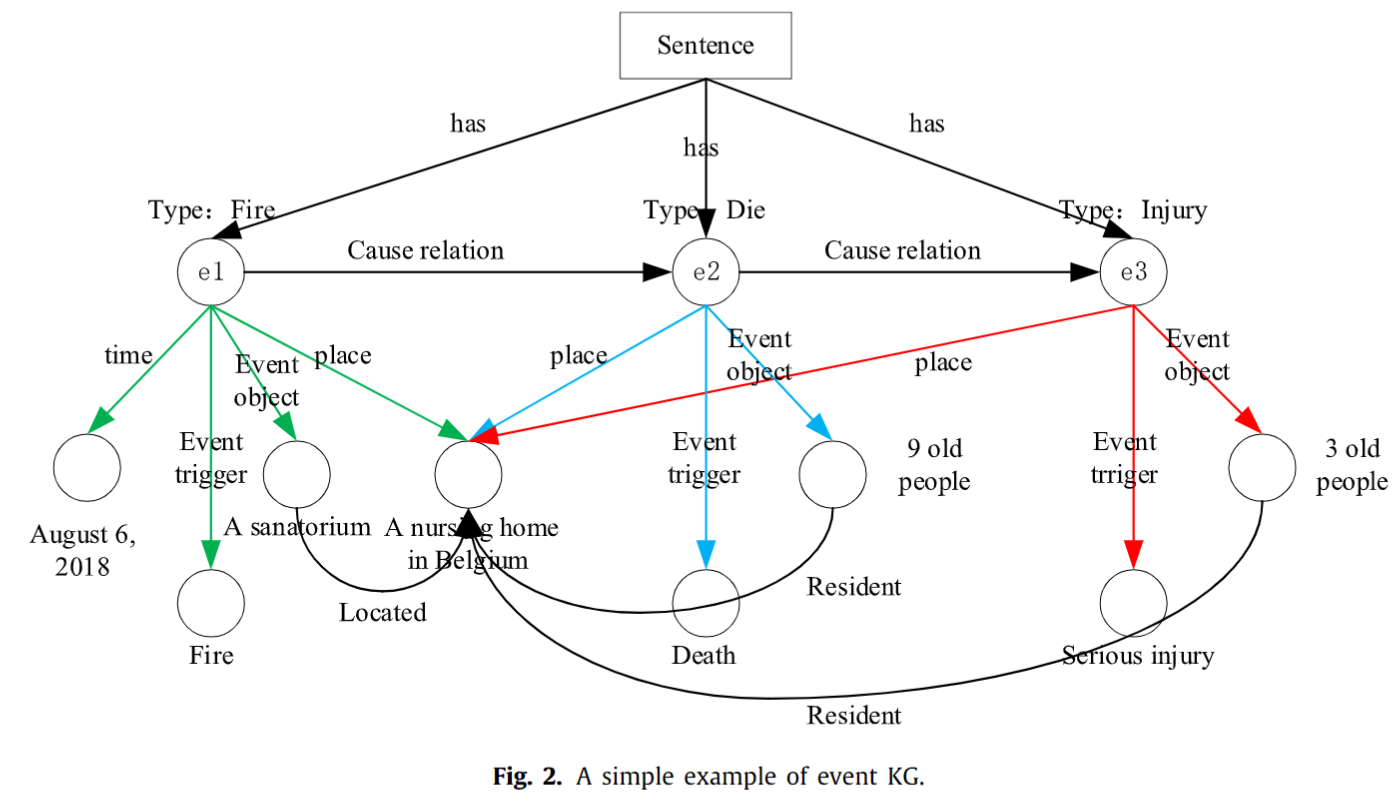 Sentence
has
has
has
Type: Fire
Type: Die
Type: Injury
Cause relation
Cause relation
e1
e2
e3
time
Event
object
place
place
Event
object
place
Event
object
Event
trigger
Event
trigger
Event
trriger
9 old
people
3 old
people
August 6,
2018
A sanatorium
A nursing home
in Belgium
Located
Resident
Fire
Death
Serious injury
Resident
Fig. 2. A simple example of event KG.